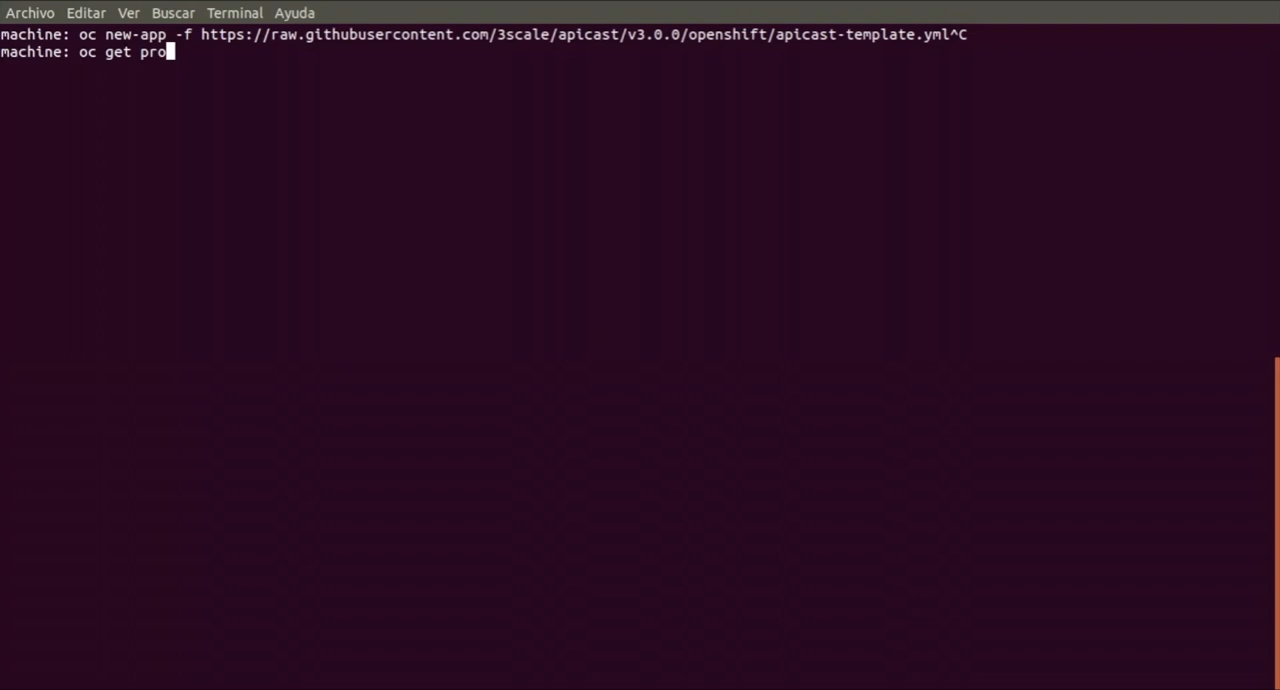 Archivo Editar Ver Buscar Terminal Ayuda
machine: oc new-app -f https://raw.githubusercontent.com/3scale/apicast/v3.0.0/openshift/apicast-template.yml^C
machine: oc get pro